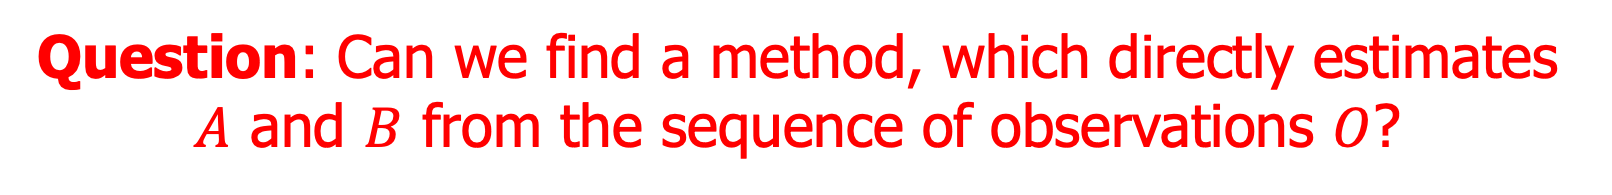 Question: Can we find a method, which directly estimates
A and B from the sequence of observations O?